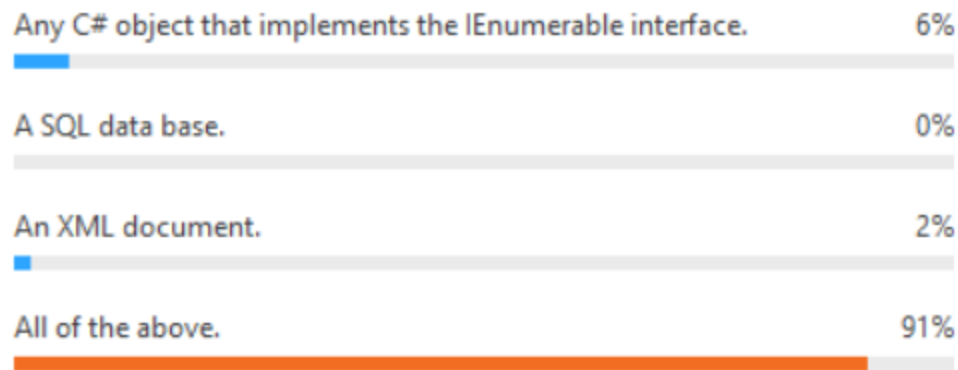 Any C# object that implements the IEnumerable interface. 6%
A SQL data base. 0%
An XML document. 2%
All of the above. 91%